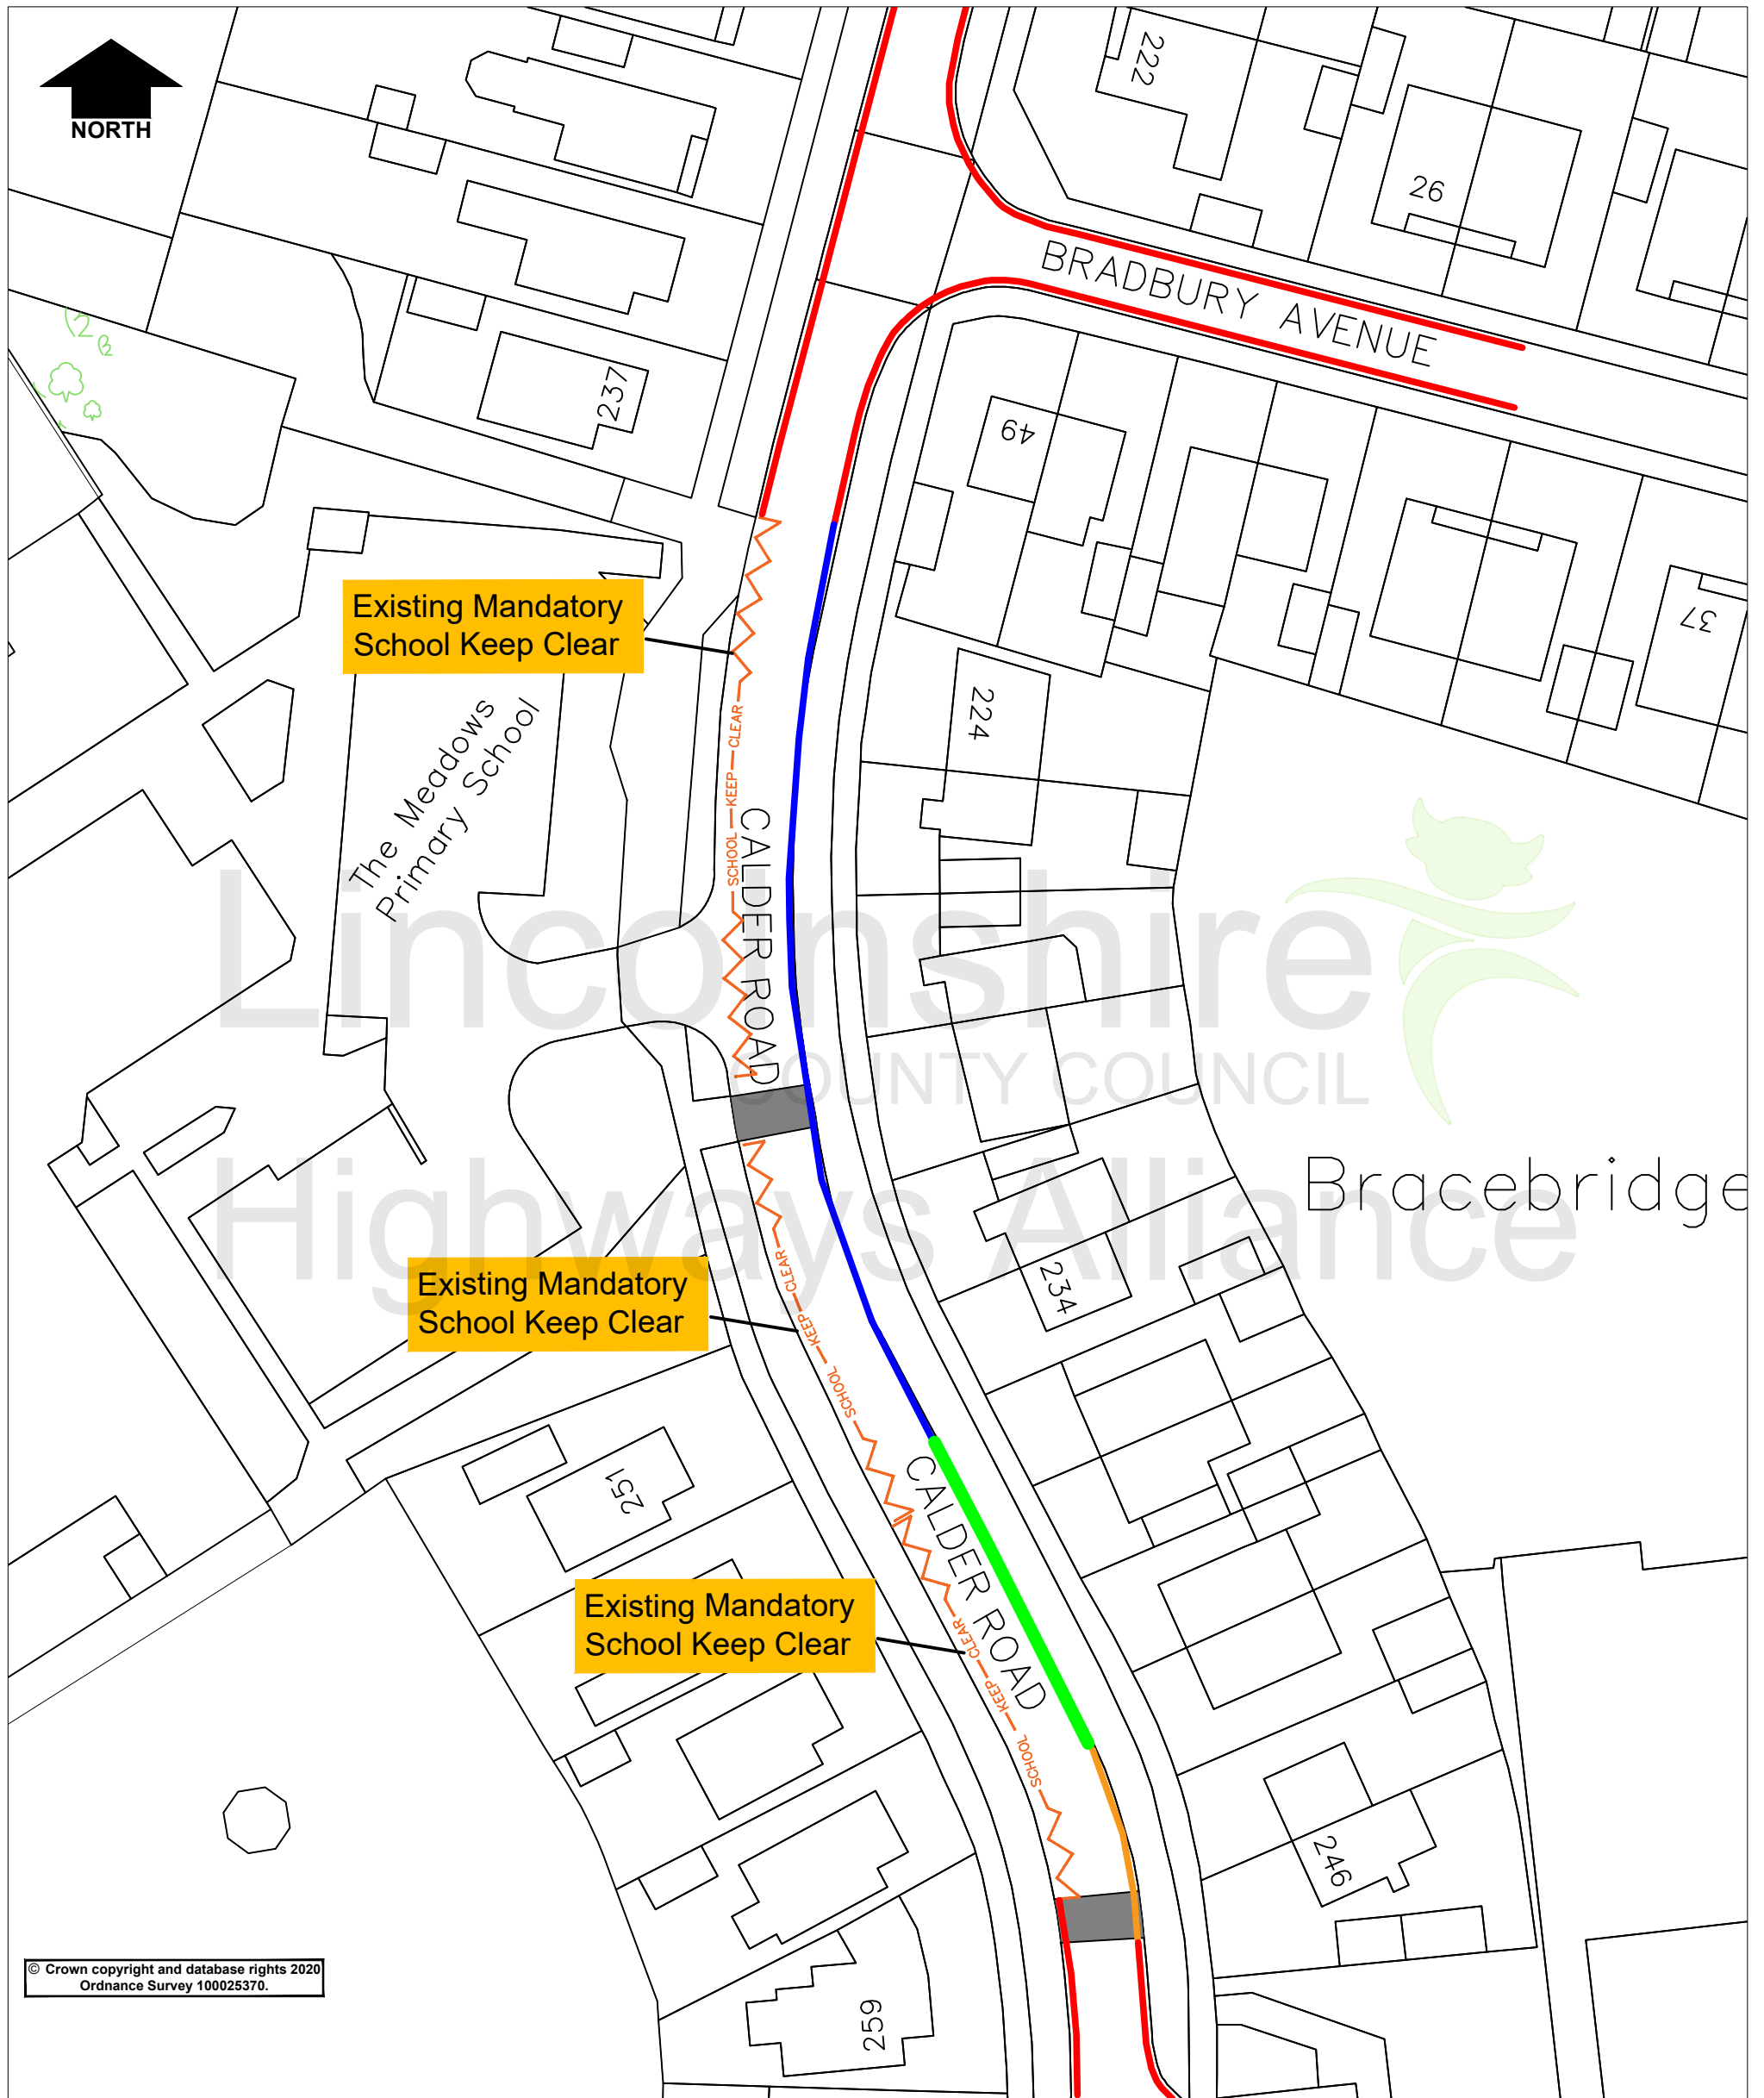 NORTH
222
26
BRADBURY AVENUE
237
49
37
Existing Mandatory
School Keep Clear
224
The Meadows
Primary School
SCHOOL KEEP CLEAR
CALDER ROAD
Lincolnshire
COUNTY COUNCIL
Highways Alliance
Bracebridge
234
Existing Mandatory
School Keep Clear
SCHOOL KEEP CLEAR
251
CALDER ROAD
Existing Mandatory
School Keep Clear
SCHOOL KEEP CLEAR
246
259
© Crown copyright and database rights 2020
Ordnance Survey 100025370.